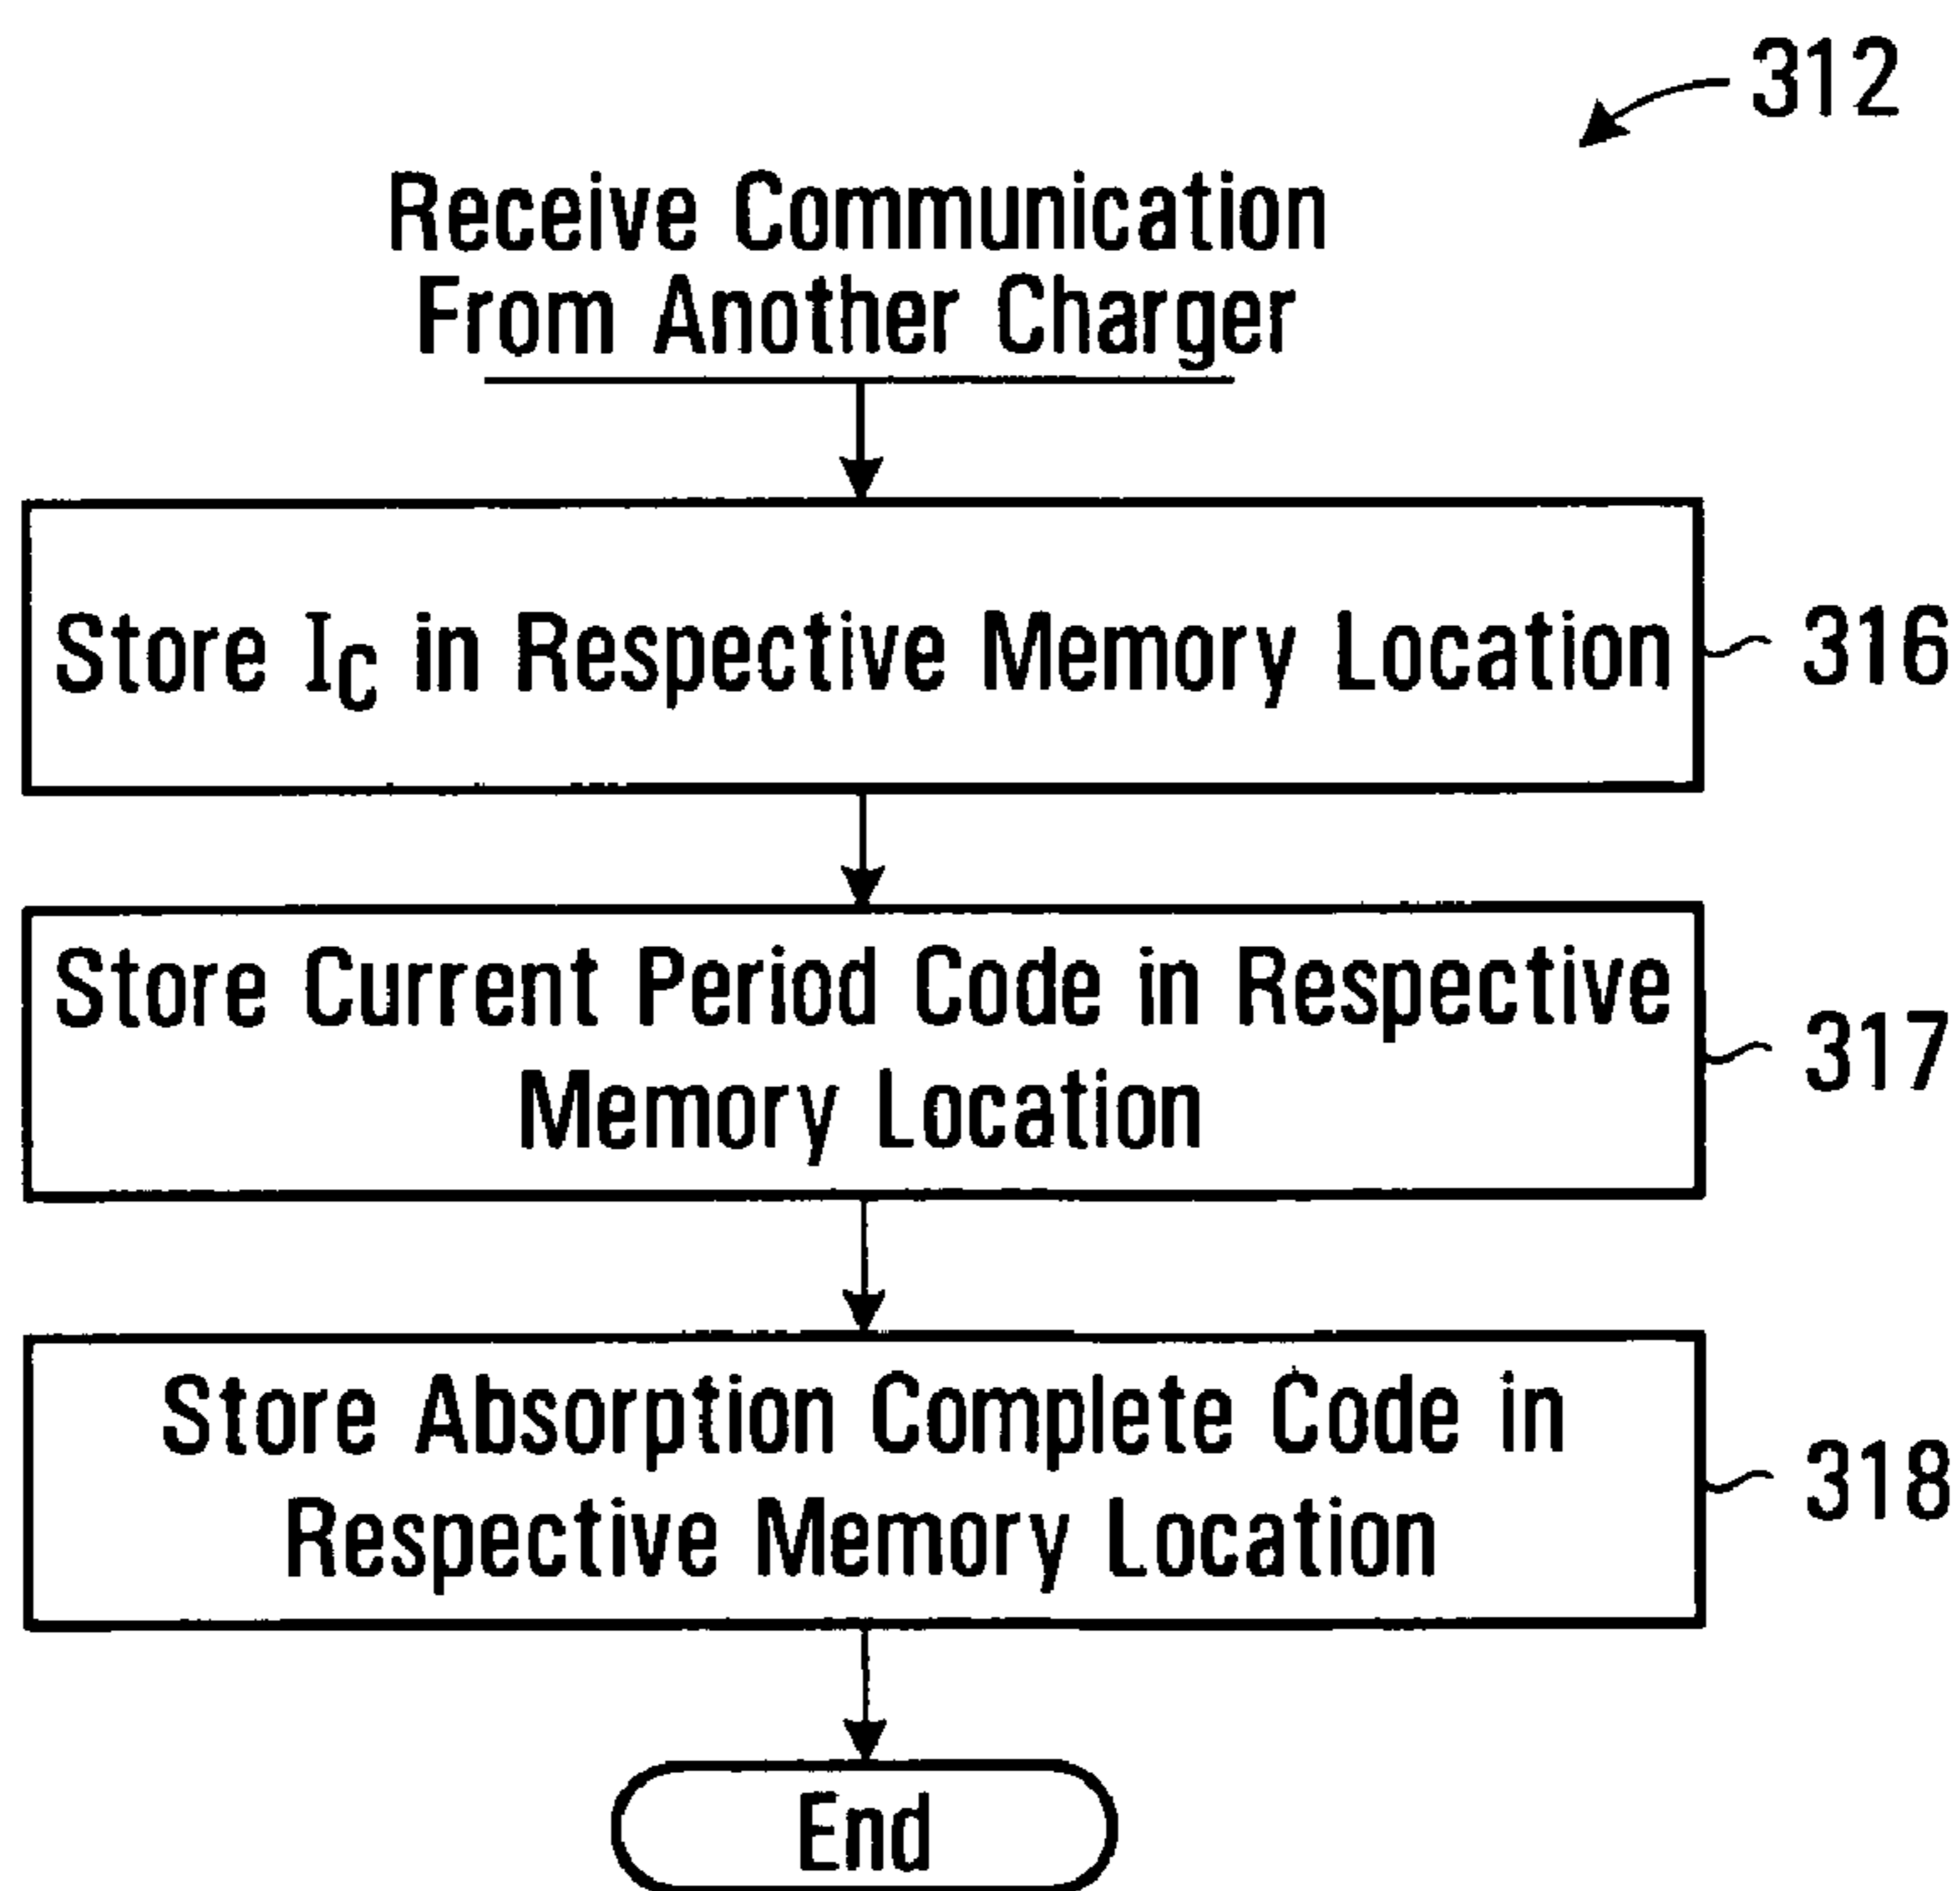 312
Receive Communication
From Another Charger
Store IC in Respective Memory Location
316
Store Current Period Code in Respective
Memory Location
317
Store Absorption Complete Code in
Respective Memory Location
318
End